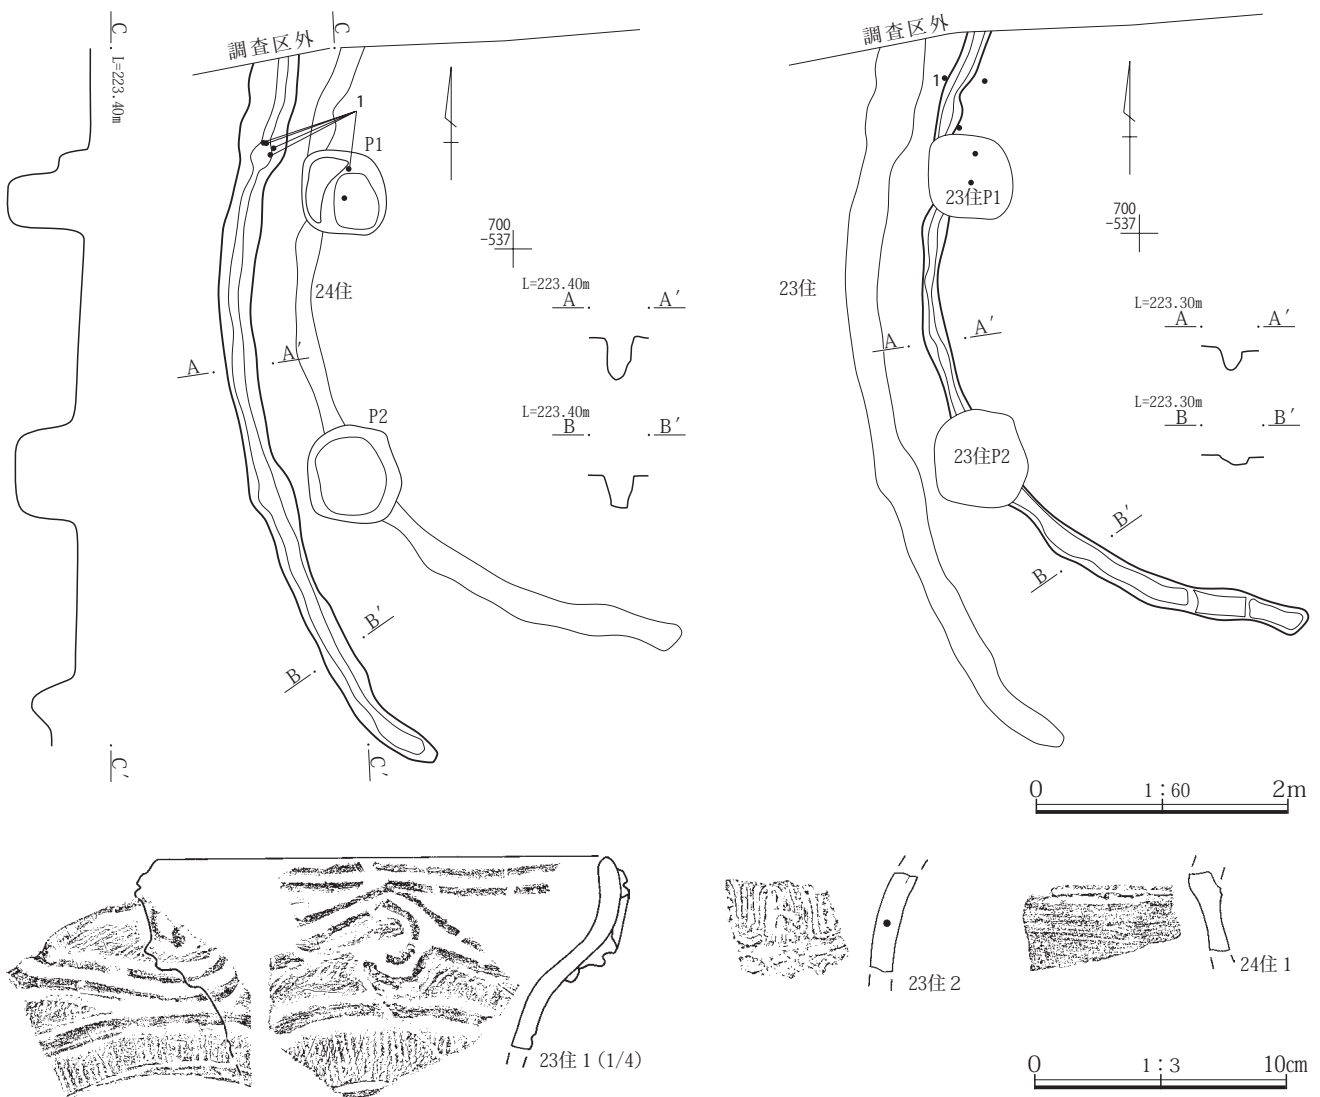 C
L=223.40m
C
調査区外
1
P1
24住
700
-537
L=223.40m
A A′
A A′
P2
L=223.40m
B B′
B′
B
C′
C′
調査区外
1
23住P1
700
-537
23住
L=223.30m
A A′
A A′
L=223.30m
B B′
23住P2
B′
B
0 1：60 2m
23住 1 (1/4)
23住 2
24住 1
0 1：3 10cm